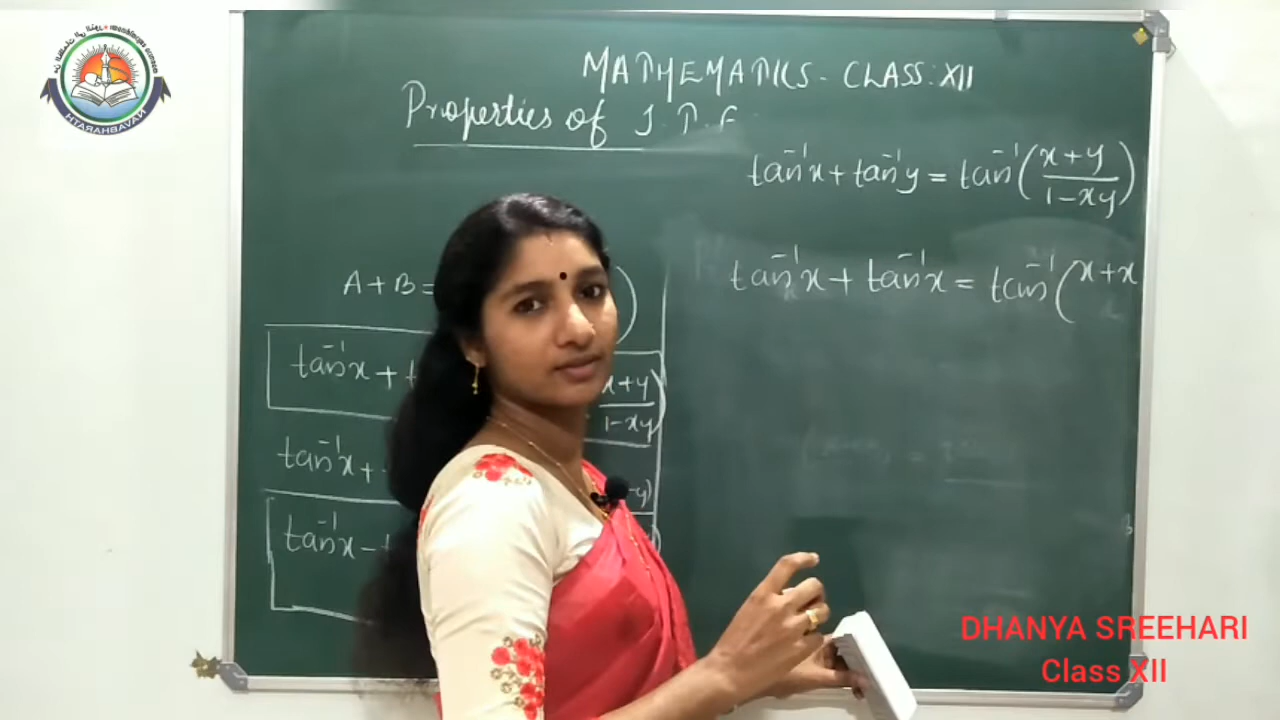 MATHEMATICS - CLASS: XII
Properties of I.T.F
tan⁻¹x + tan⁻¹y = tan⁻¹(x+y / 1-xy)
tan⁻¹x + tan⁻¹x = tan⁻¹(x+x
A+B=
)
tan⁻¹x + t
x+y / 1-xy)
tan⁻¹x +
-y)
tan⁻¹x - t
NAVABHARATH
DHANYA SREEHARI
Class XII